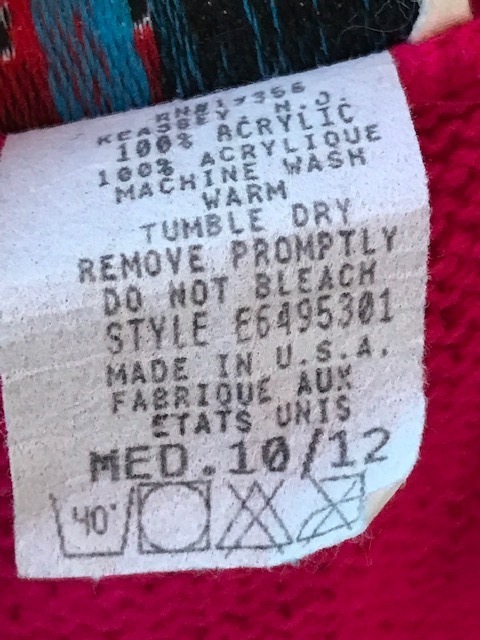 RN#17356
KEASBEY N.J.
100% ACRYLIC
100% ACRYLIQUE
MACHINE WASH
WARM
TUMBLE DRY
REMOVE PROMPTLY
DO NOT BLEACH
STYLE E6495301
MADE IN U.S.A.
FABRIQUE AUX
ETATS UNIS
MED.10/12
40°